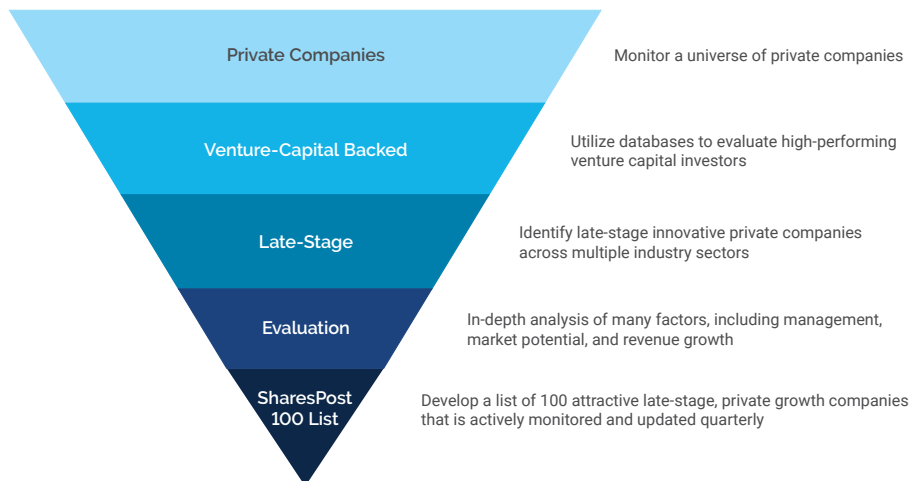 Private Companies
Monitor a universe of private companies
Venture-Capital Backed
Utilize databases to evaluate high-performing
venture capital investors
Late-Stage
Identify late-stage innovative private companies
across multiple industry sectors
Evaluation
In-depth analysis of many factors, including management,
market potential, and revenue growth
SharesPost
100 List
Develop a list of 100 attractive late-stage, private growth companies
that is actively monitored and updated quarterly